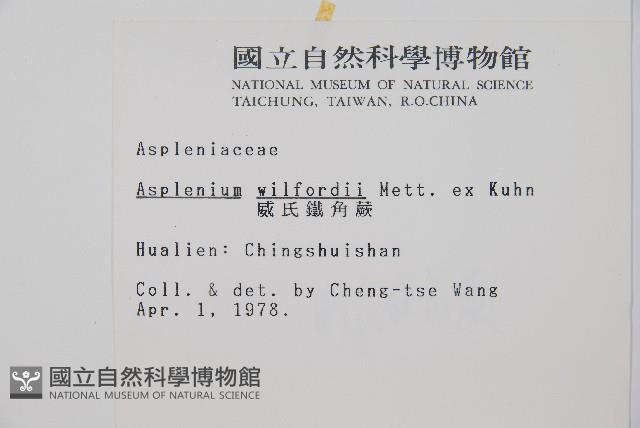 國立自然科學博物館
NATIONAL MUSEUM OF NATURAL SCIENCE
TAICHUNG, TAIWAN, R.O.CHINA
Aspleniaceae
Asplenium wilfordii Mett. ex Kuhn
威氏鐵角蕨
Hualien: Chingshuishan
Coll. & det. by Cheng-tse Wang
Apr. 1, 1978.
國立自然科學博物館
NATIONAL MUSEUM OF NATURAL SCIENCE